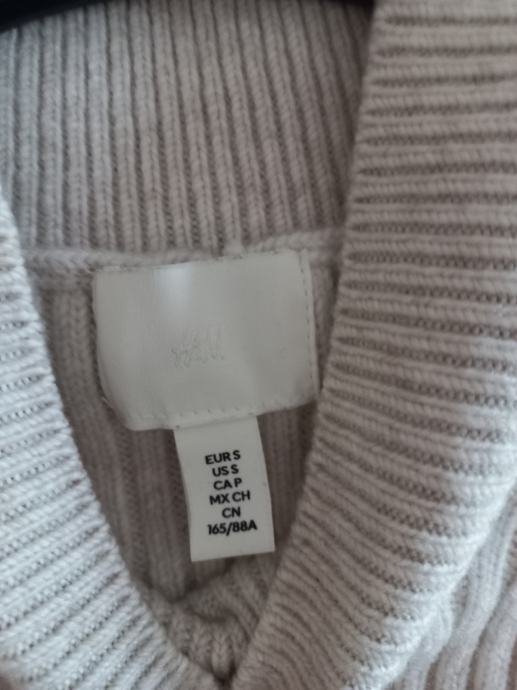 H&M
EUR S
US S
CA P
MX CH
CN
165/88A